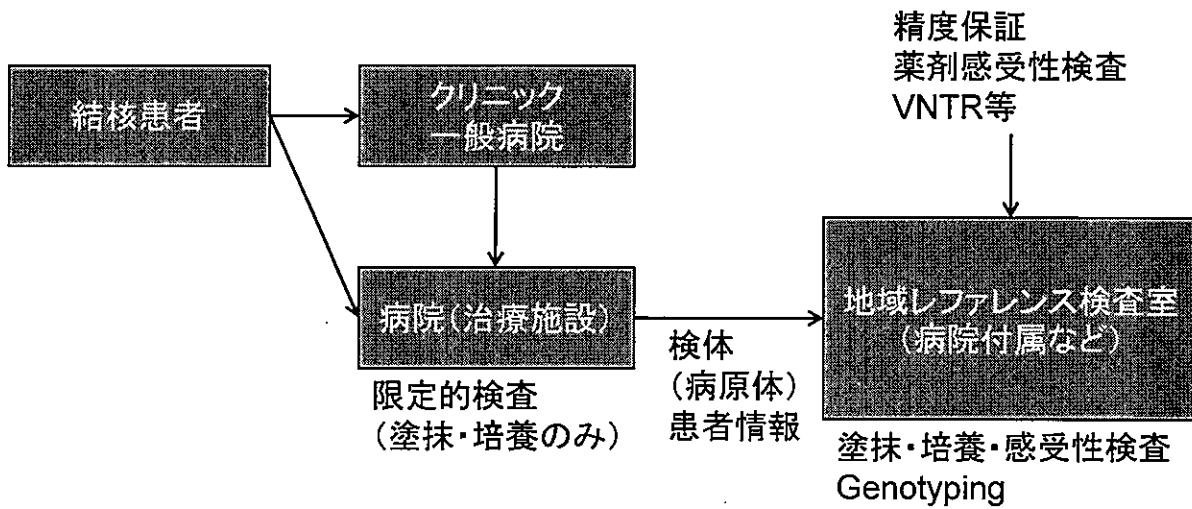 精度保証
薬剤感受性検査
VNTR等
結核患者
クリニック
一般病院
病院(治療施設)
限定的検査
(塗抹・培養のみ)
検体
(病原体)
患者情報
地域レファレンス検査室
(病院付属など)
塗抹・培養・感受性検査
Genotyping